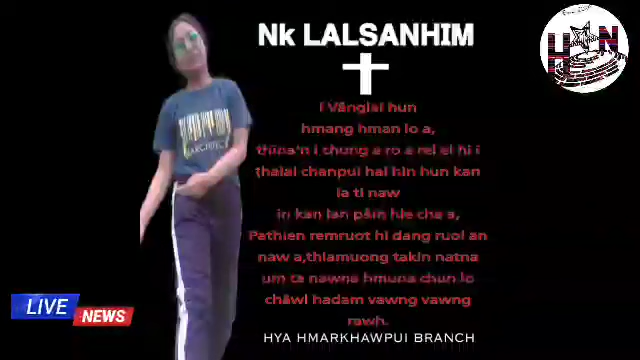 Nk LALSANHIM
I Vânglai hun
hmang hman lo a,
thina'n i chung a ro a rel el hi i
ṭhalai chanpui hai hin hun kan
la ti naw
in kan lan pâin hle cha a,
Pathien remruot hi dang ruol an
naw a,thlamuong takin natna
um ta nawna hmuna chun lo
châwl hadam vawng vawng
rawh.
HYA HMARKHAWPUI BRANCH
LIVE
NEWS
ARCHITECT